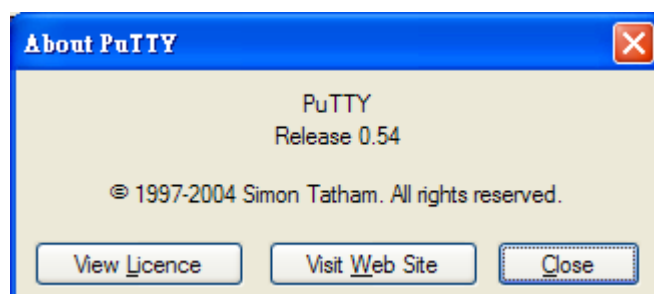 About PuTTY
PuTTY
Release 0.54
© 1997-2004 Simon Tatham. All rights reserved.
View Licence
Visit Web Site
Close